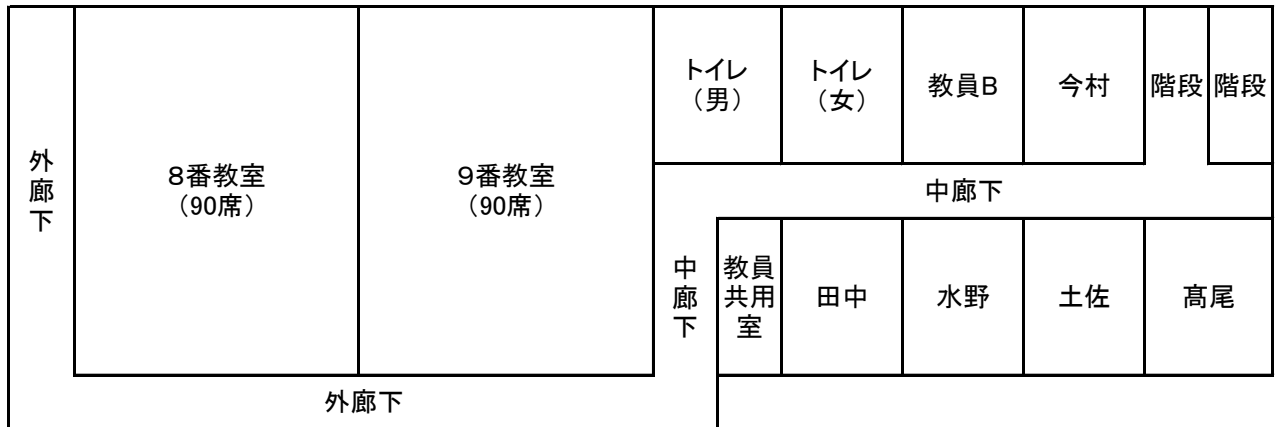 外廊下
８番教室
（90席）
９番教室
（90席）
トイレ
（男）
トイレ
（女）
教員B
今村
階段
階段
中廊下
中廊下
教員
共用
室
田中
水野
土佐
髙尾
外廊下